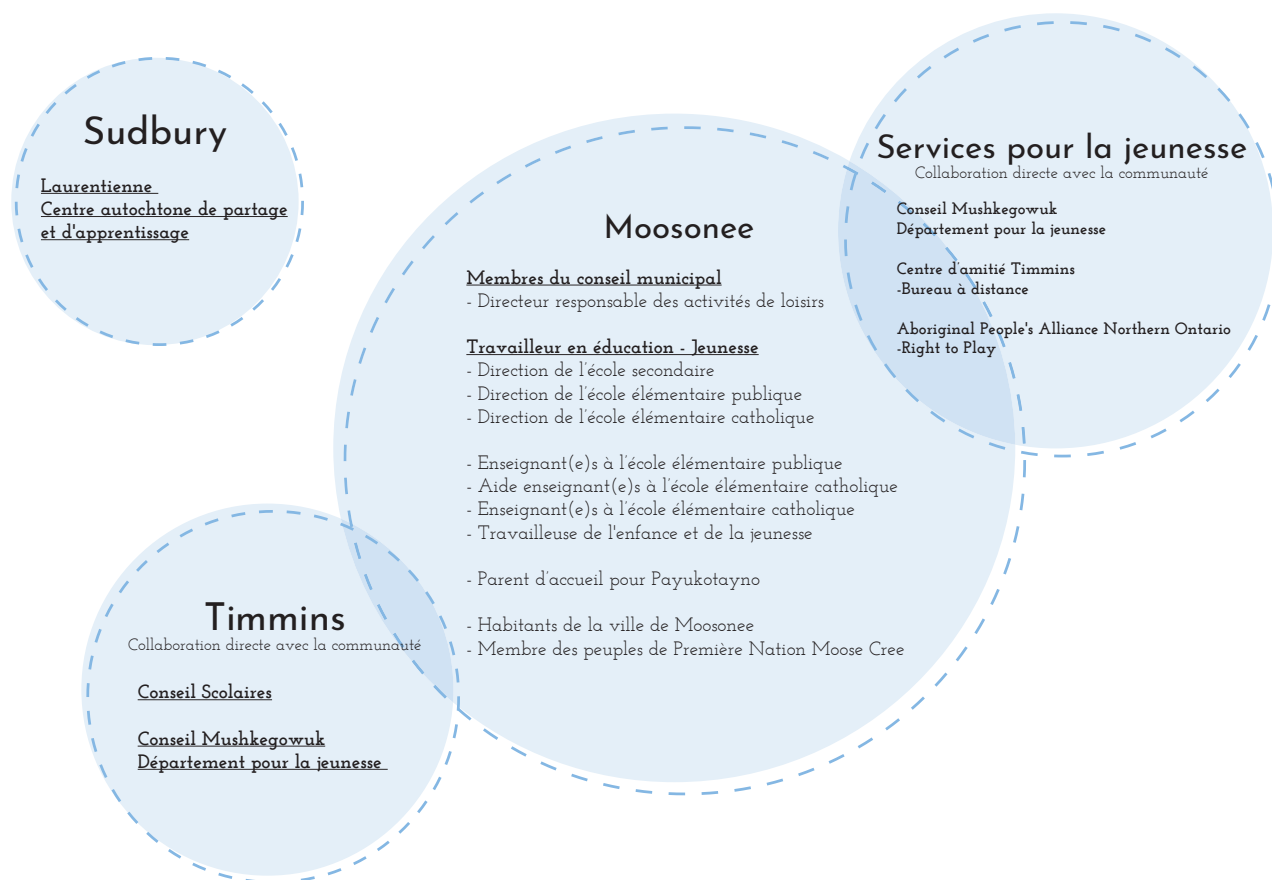 Sudbury
Laurentienne
Centre autochtone de partage
et d'apprentissage
Services pour la jeunesse
Collaboration directe avec la communauté
Conseil Mushkegowuk
Département pour la jeunesse
Centre d'amitié Timmins
-Bureau à distance
Aboriginal People's Alliance Northern Ontario
-Right to Play
Moosonee
Membres du conseil municipal
- Directeur responsable des activités de loisirs
Travailleur en éducation - Jeunesse
- Direction de l'école secondaire
- Direction de l'école élémentaire publique
- Direction de l'école élémentaire catholique
- Enseignant(e)s à l'école élémentaire publique
- Aide enseignant(e)s à l'école élémentaire catholique
- Enseignant(e)s à l'école élémentaire catholique
- Travailleuse de l'enfance et de la jeunesse
- Parent d'accueil pour Payukotayno
- Habitants de la ville de Moosonee
- Membre des peuples de Première Nation Moose Cree
Timmins
Collaboration directe avec la communauté
Conseil Scolaires
Conseil Mushkegowuk
Département pour la jeunesse